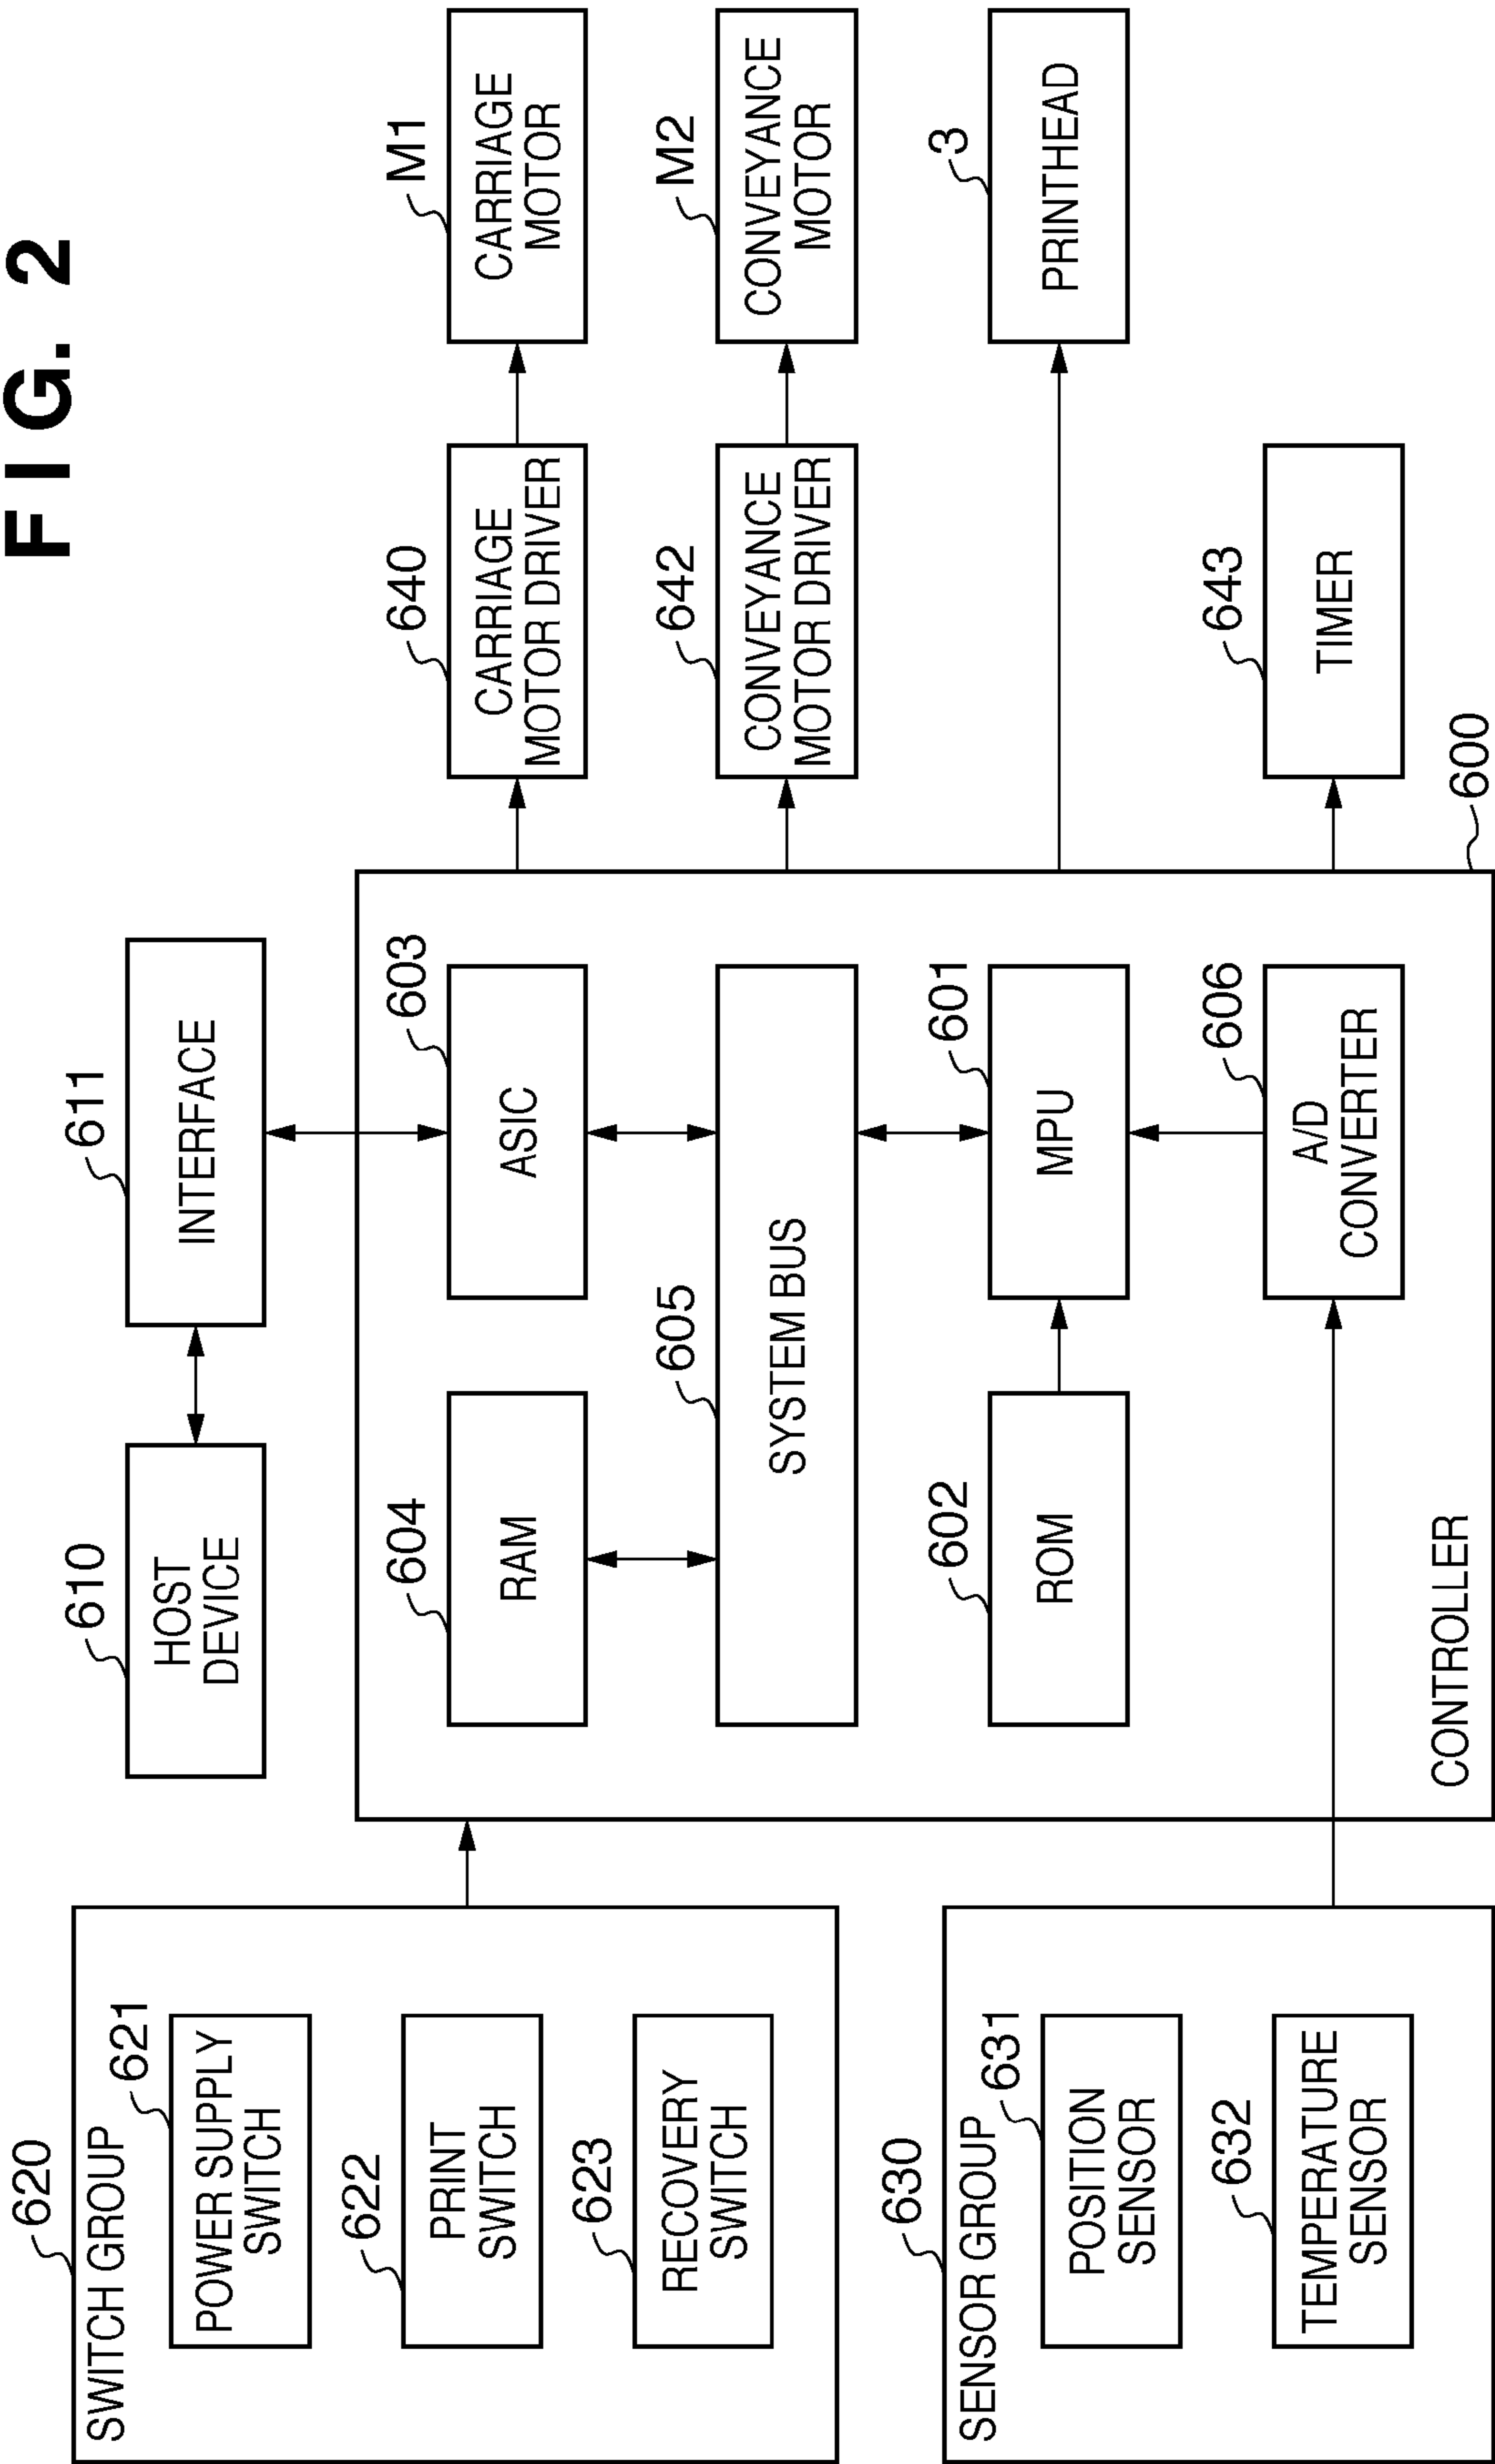 FIG. 2
620
SWITCH GROUP
621
POWER SUPPLY
SWITCH
622
PRINT
SWITCH
623
RECOVERY
SWITCH
630
SENSOR GROUP
631
POSITION
SENSOR
632
TEMPERATURE
SENSOR
610
HOST
DEVICE
611
INTERFACE
604
RAM
603
ASIC
605
SYSTEM BUS
602
ROM
601
MPU
606
A/D
CONVERTER
CONTROLLER
600
640
CARRIAGE
MOTOR DRIVER
M1
CARRIAGE
MOTOR
642
CONVEYANCE
MOTOR DRIVER
M2
CONVEYANCE
MOTOR
3
PRINTHEAD
643
TIMER